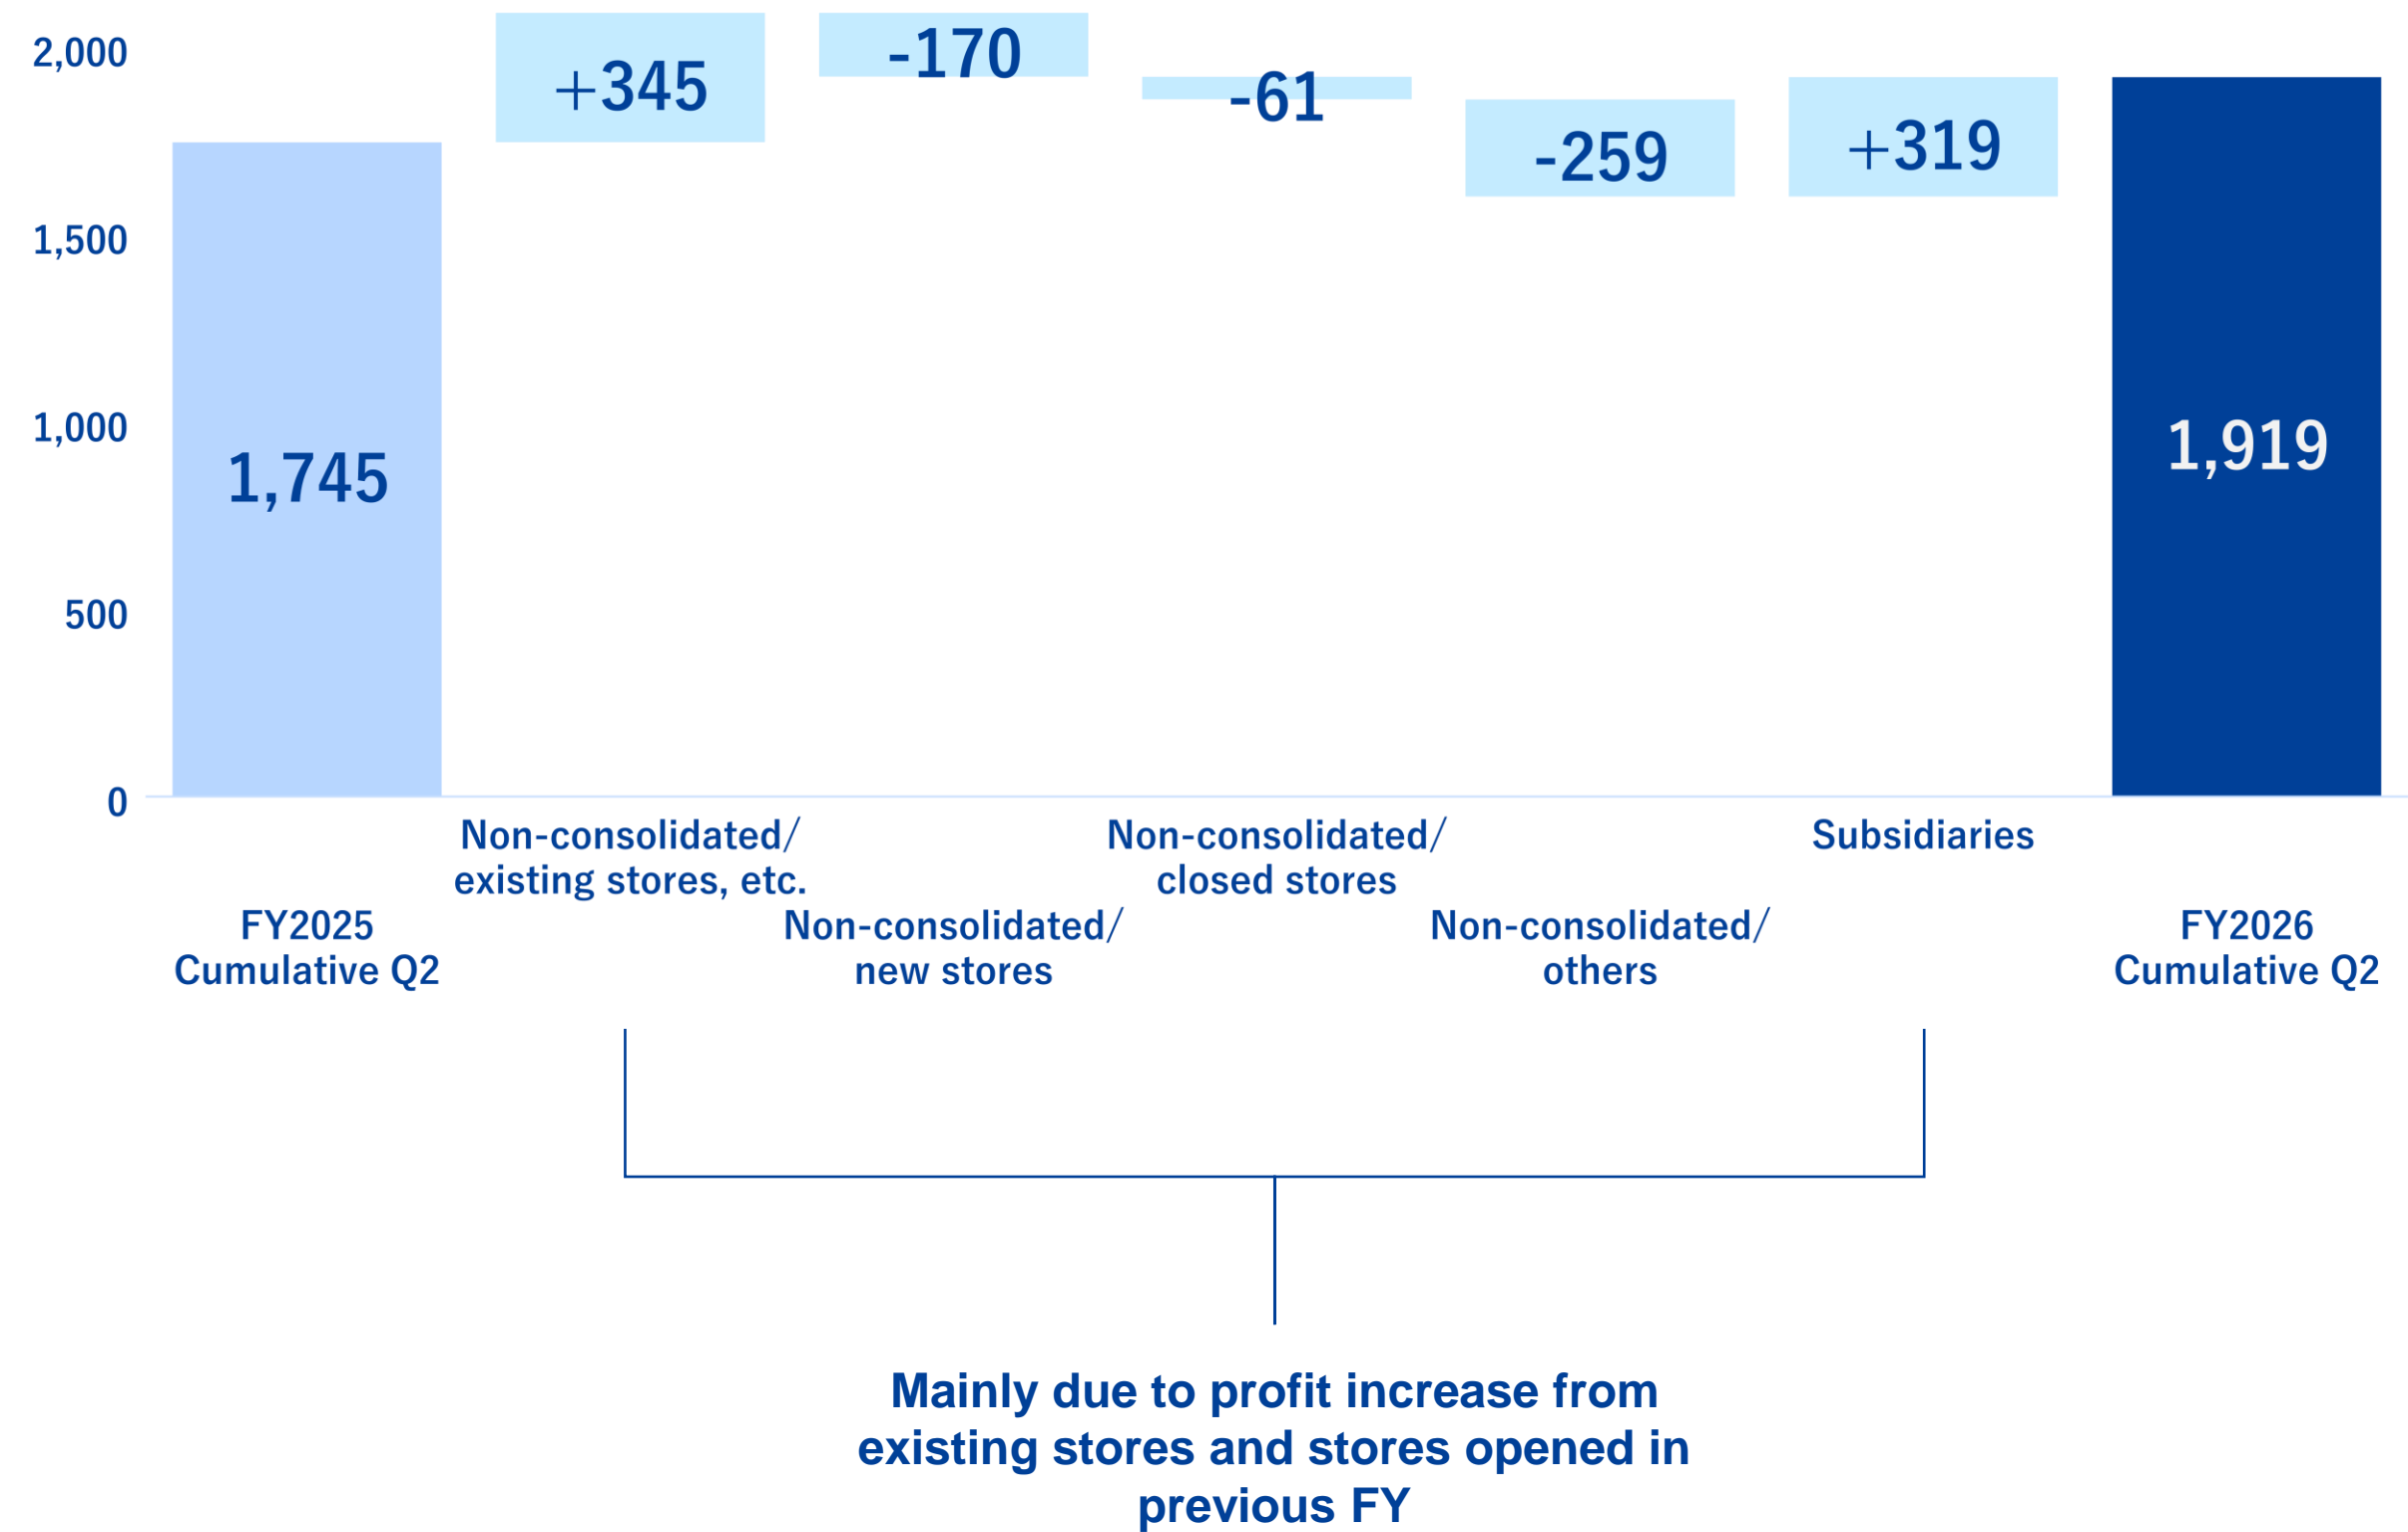 2,000
1,500
1,000
500
0
1,745
+345
-170
-61
-259
+319
1,919
FY2025
Cumulative Q2
Non-consolidated/
existing stores, etc.
Non-consolidated/
new stores
Non-consolidated/
closed stores
Non-consolidated/
others
Subsidiaries
FY2026
Cumulative Q2
Mainly due to profit increase from
existing stores and stores opened in
previous FY